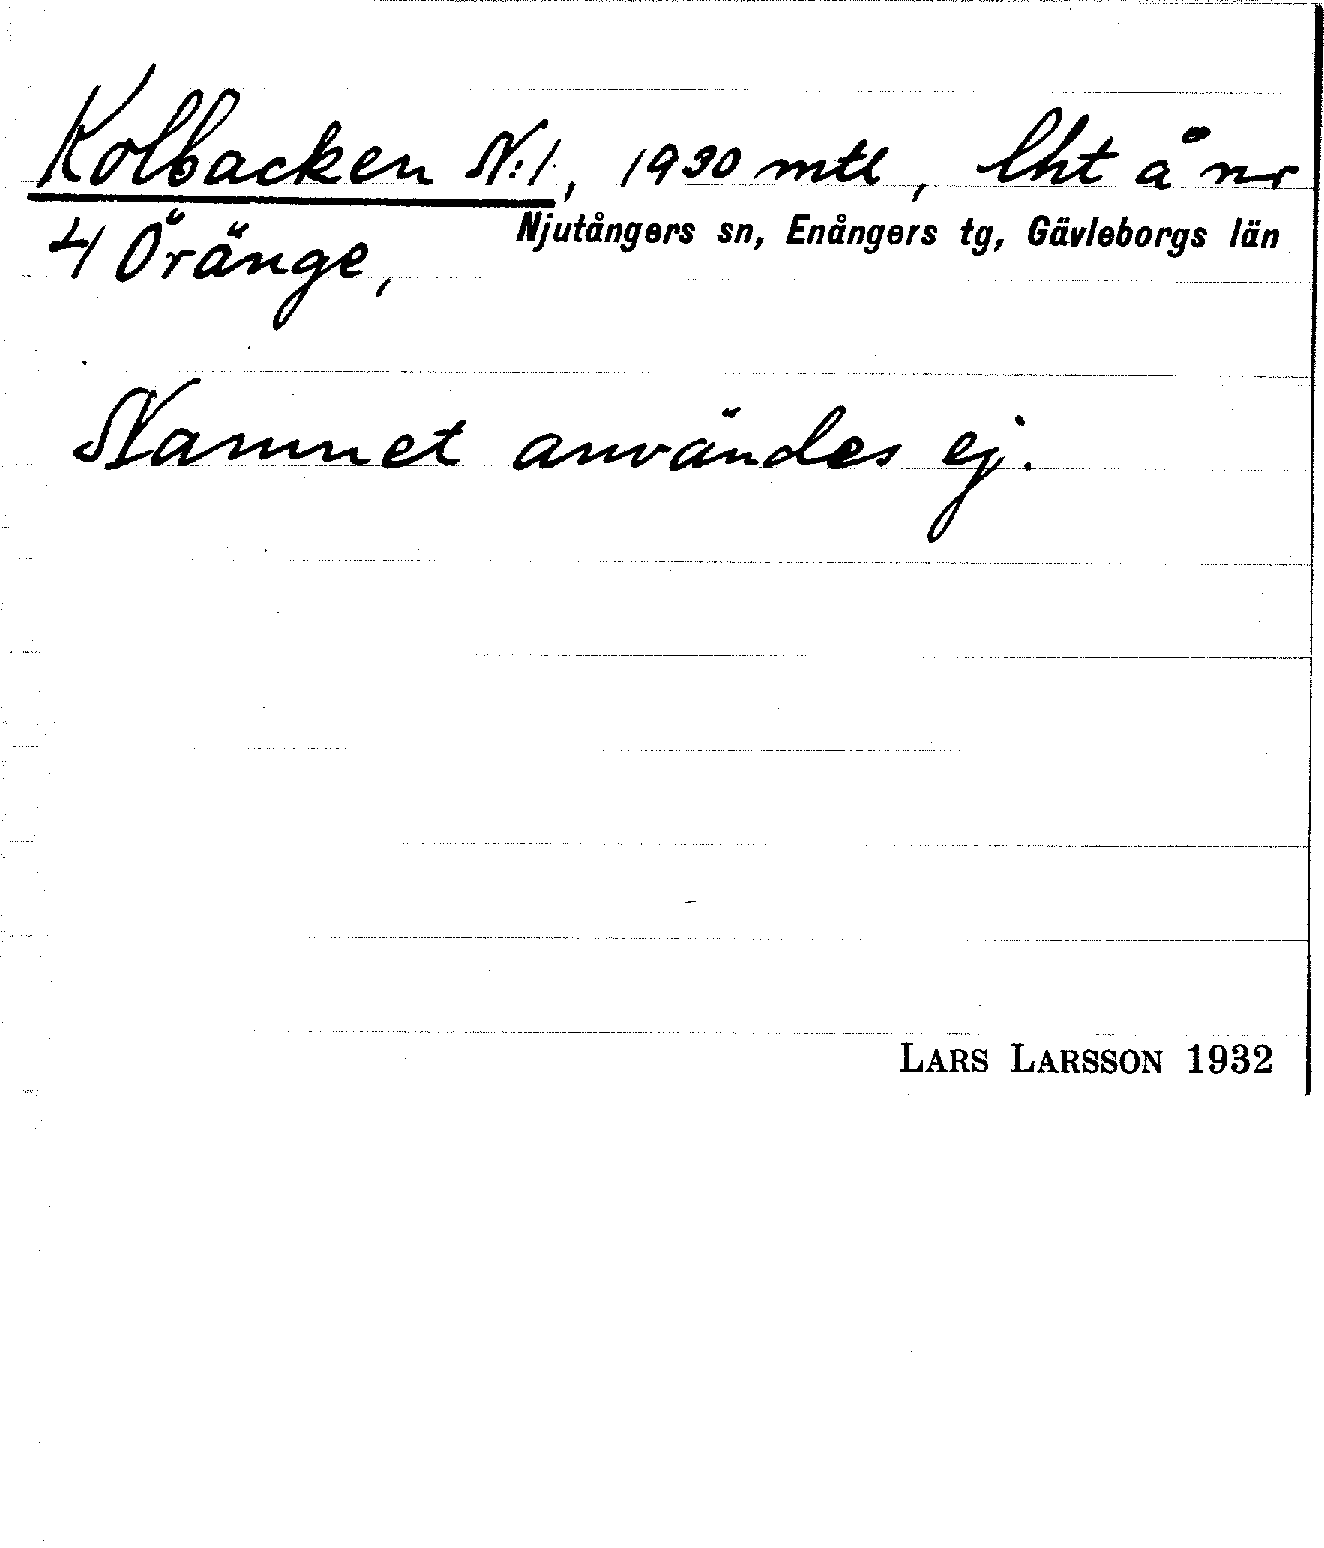 Kolbacken N:1, 1930 mtl, lht å nr
4 Öränge,
Njutångers sn, Enångers tg, Gävleborgs län
Namnet användes ej.
LARS LARSSON 1932